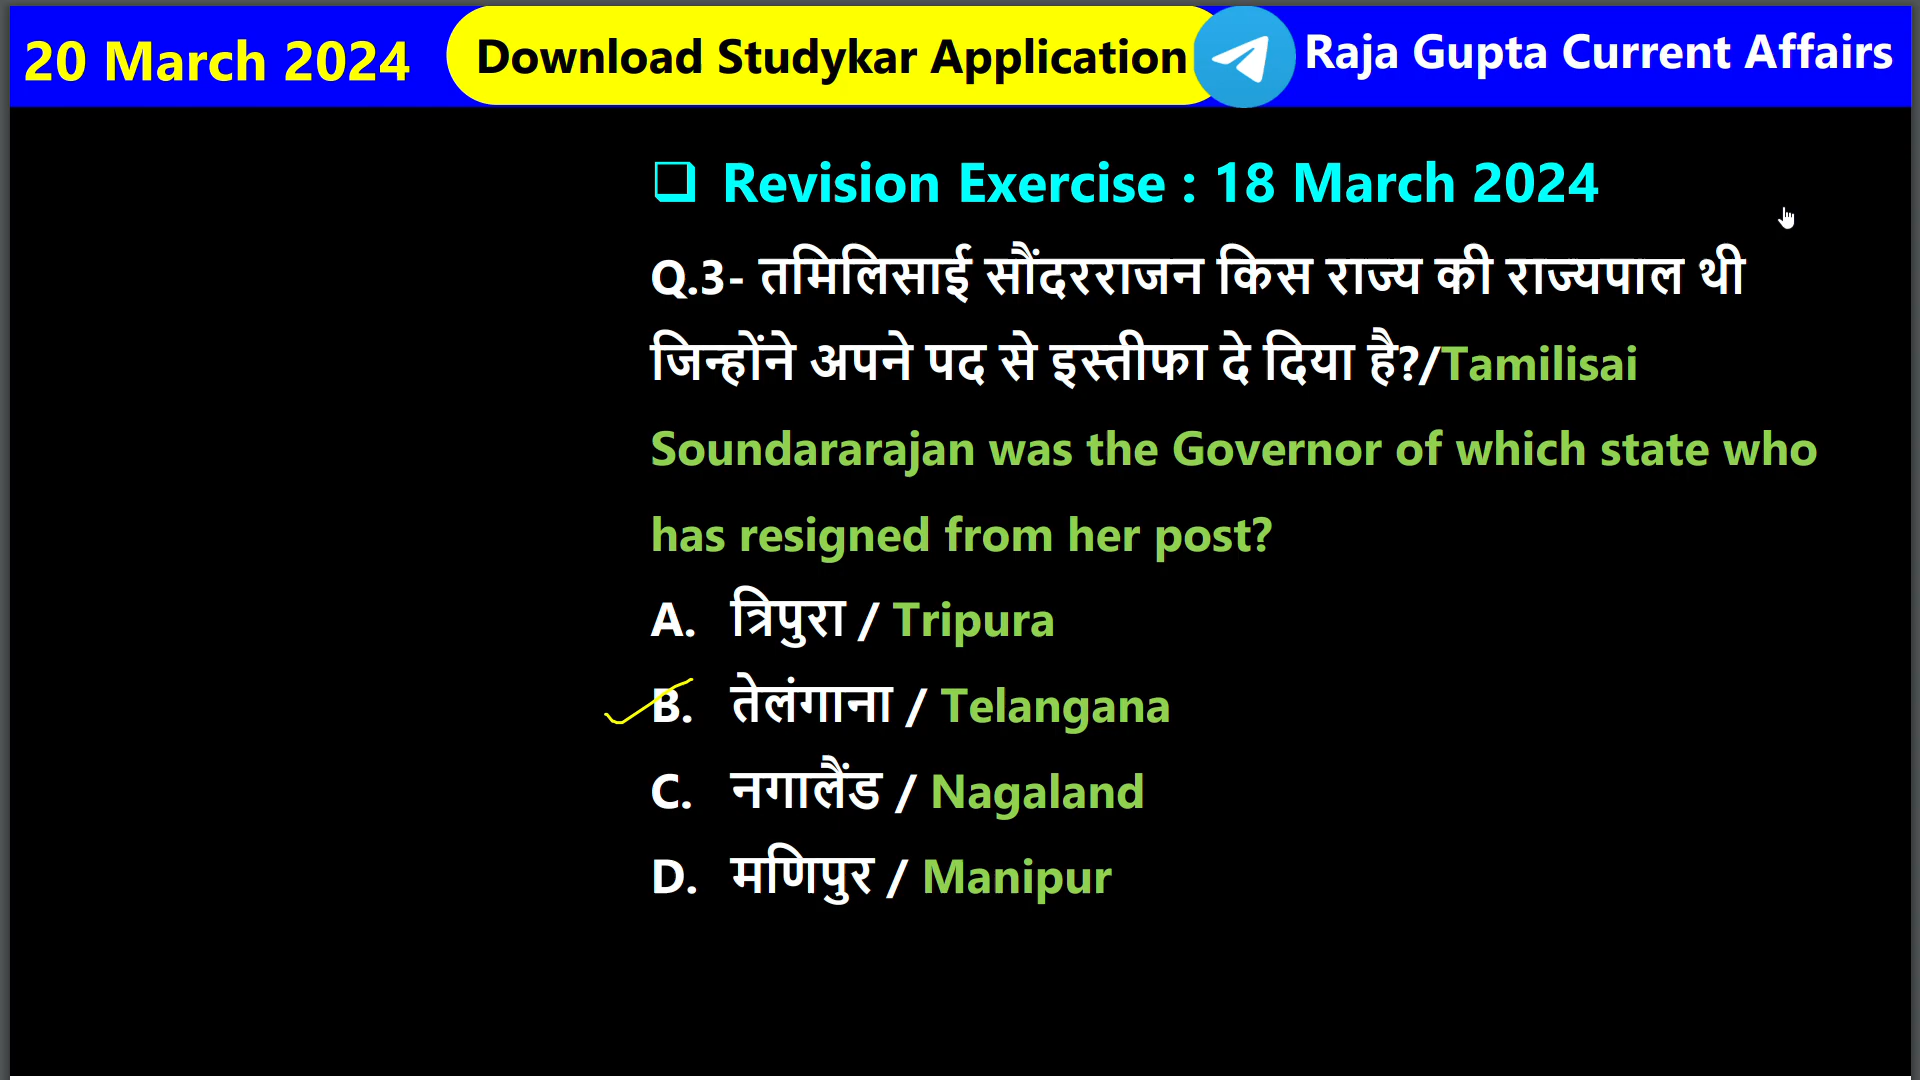 20 March 2024 Download Studykar Application Raja Gupta Current Affairs
❑ Revision Exercise : 18 March 2024
Q.3- तमिलिसाई सौंदरराजन किस राज्य की राज्यपाल थी
जिन्होंने अपने पद से इस्तीफा दे दिया है?/Tamilisai
Soundararajan was the Governor of which state who
has resigned from her post?
A. त्रिपुरा / Tripura
B. तेलंगाना / Telangana
C. नगालैंड / Nagaland
D. मणिपुर / Manipur